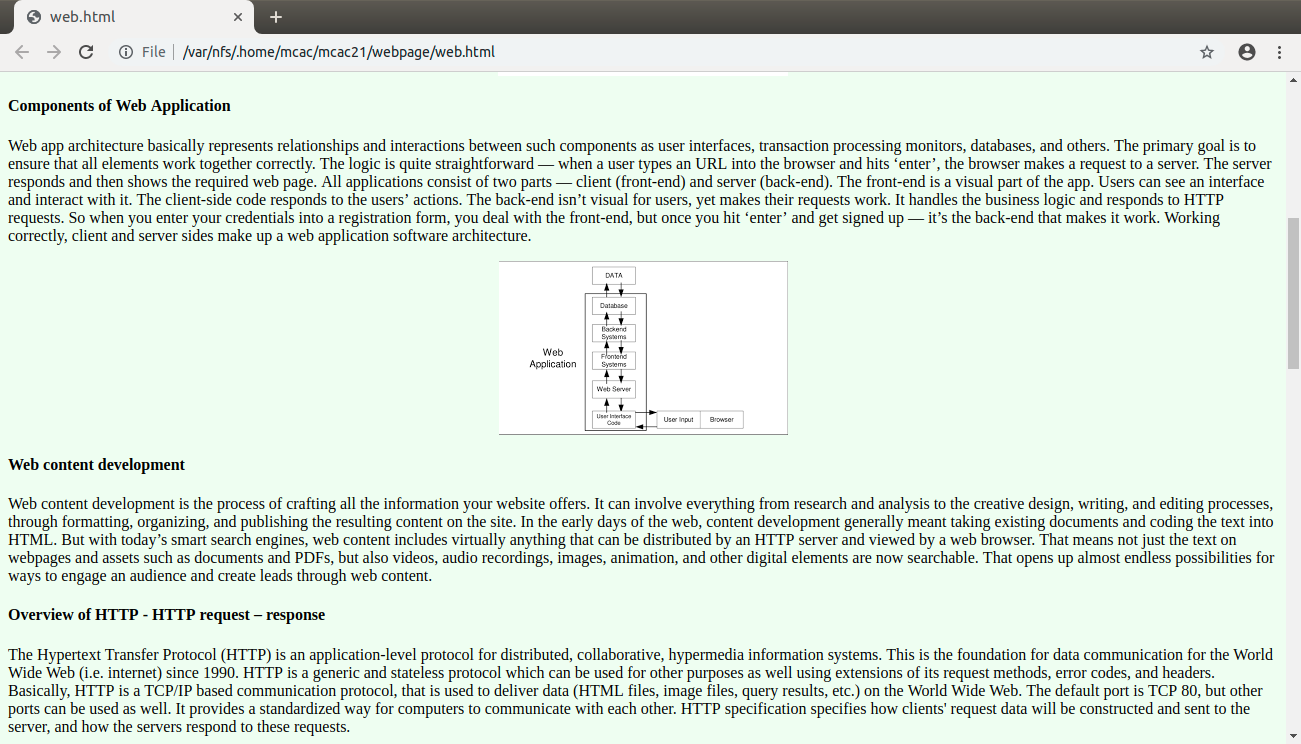 web.html
File
/var/nfs/.home/mcac/mcac21/webpage/web.html
Components of Web Application
Web app architecture basically represents relationships and interactions between such components as user interfaces, transaction processing monitors, databases, and others. The primary goal is to
ensure that all elements work together correctly. The logic is quite straightforward — when a user types an URL into the browser and hits ‘enter’, the browser makes a request to a server. The server
responds and then shows the required web page. All applications consist of two parts — client (front-end) and server (back-end). The front-end is a visual part of the app. Users can see an interface
and interact with it. The client-side code responds to the users’ actions. The back-end isn’t visual for users, yet makes their requests work. It handles the business logic and responds to HTTP
requests. So when you enter your credentials into a registration form, you deal with the front-end, but once you hit ‘enter’ and get signed up — it’s the back-end that makes it work. Working
correctly, client and server sides make up a web application software architecture.
DATA
Database
Backend
Systems
Frontend
Systems
Web
Application
Web Server
User Interface
Code
User Input
Browser
Web content development
Web content development is the process of crafting all the information your website offers. It can involve everything from research and analysis to the creative design, writing, and editing processes,
through formatting, organizing, and publishing the resulting content on the site. In the early days of the web, content development generally meant taking existing documents and coding the text into
HTML. But with today’s smart search engines, web content includes virtually anything that can be distributed by an HTTP server and viewed by a web browser. That means not just the text on
webpages and assets such as documents and PDFs, but also videos, audio recordings, images, animation, and other digital elements are now searchable. That opens up almost endless possibilities for
ways to engage an audience and create leads through web content.
Overview of HTTP - HTTP request – response
The Hypertext Transfer Protocol (HTTP) is an application-level protocol for distributed, collaborative, hypermedia information systems. This is the foundation for data communication for the World
Wide Web (i.e. internet) since 1990. HTTP is a generic and stateless protocol which can be used for other purposes as well using extensions of its request methods, error codes, and headers.
Basically, HTTP is a TCP/IP based communication protocol, that is used to deliver data (HTML files, image files, query results, etc.) on the World Wide Web. The default port is TCP 80, but other
ports can be used as well. It provides a standardized way for computers to communicate with each other. HTTP specification specifies how clients' request data will be constructed and sent to the
server, and how the servers respond to these requests.